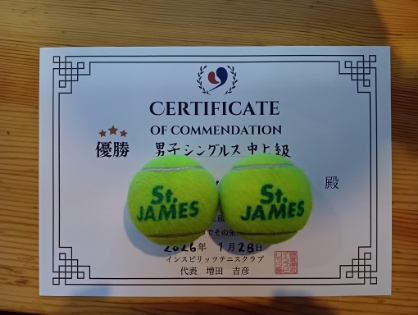 CERTIFICATE
OF COMMENDATION
優勝 男子シングルス 中上級
殿
St.
JAMES
St.
JAMES
2026年 1月28日
インスピリッツテニスクラブ
代表 増田 吉彦